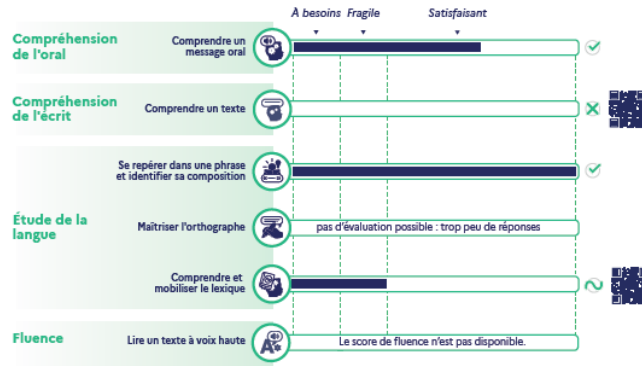 À besoins Fragile Satisfaisant
Compréhension
de l'oral
Comprendre un
message oral
Compréhension
de l'écrit
Comprendre un texte
Étude de la
langue
Se repérer dans une phrase
et identifier sa composition
Maîtriser l'orthographe
pas d'évaluation possible : trop peu de réponses
Comprendre et
mobiliser le lexique
Fluence
Lire un texte à voix haute
Le score de fluence n'est pas disponible.